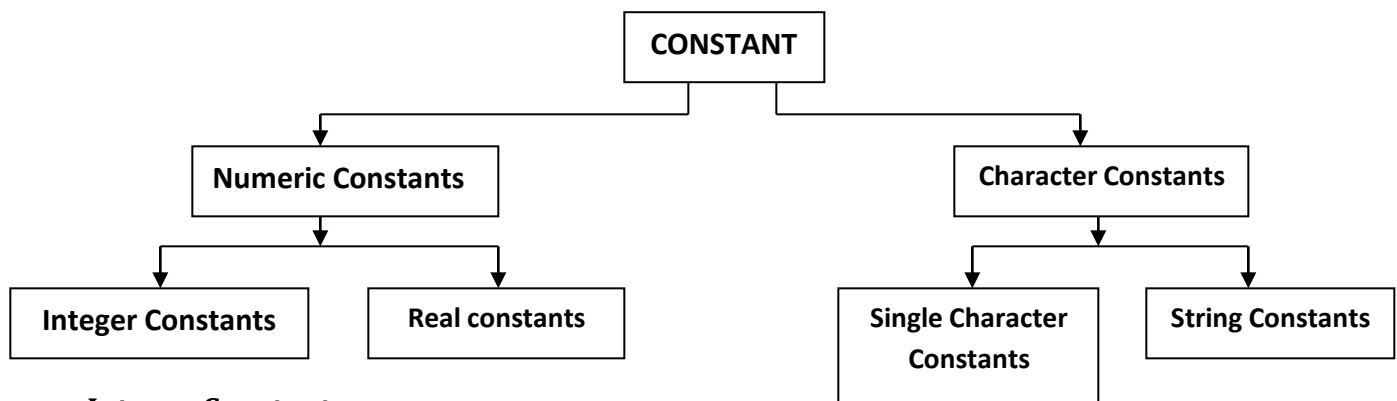 CONSTANT
Numeric Constants
Character Constants
Integer Constants
Real constants
Single Character
Constants
String Constants